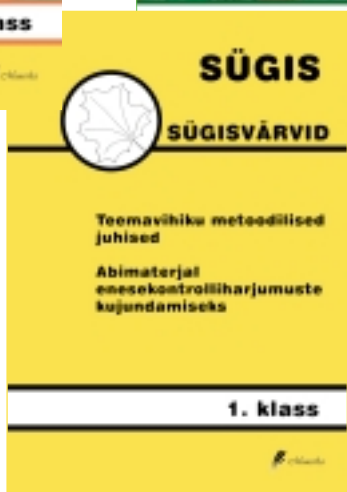 ass
SÜGIS
SÜGISVÄRVID
Teemavihiku metoodilised
juhised
Abimaterjal
enesekontrolliharjumuste
kujundamiseks
1. klass